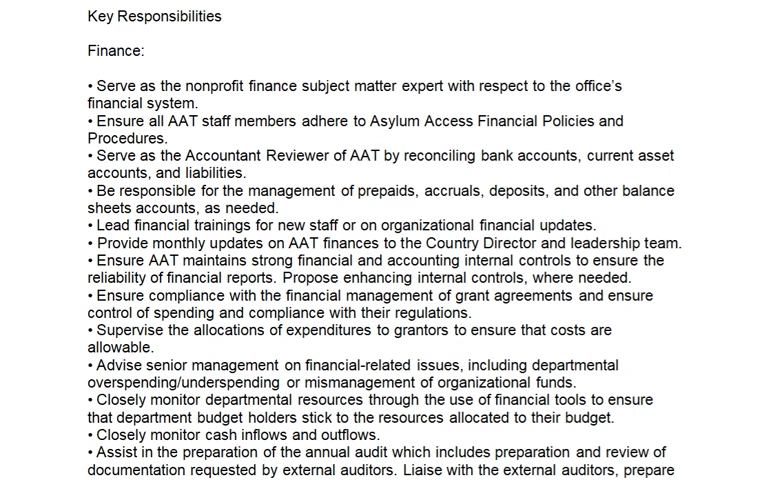 Key Responsibilities
Finance:
• Serve as the nonprofit finance subject matter expert with respect to the office's
financial system.
• Ensure all AAT staff members adhere to Asylum Access Financial Policies and
Procedures.
• Serve as the Accountant Reviewer of AAT by reconciling bank accounts, current asset
accounts, and liabilities.
• Be responsible for the management of prepaids, accruals, deposits, and other balance
sheets accounts, as needed.
• Lead financial trainings for new staff or on organizational financial updates.
• Provide monthly updates on AAT finances to the Country Director and leadership team.
• Ensure AAT maintains strong financial and accounting internal controls to ensure the
reliability of financial reports. Propose enhancing internal controls, where needed.
• Ensure compliance with the financial management of grant agreements and ensure
control of spending and compliance with their regulations.
• Supervise the allocations of expenditures to grantors to ensure that costs are
allowable.
• Advise senior management on financial-related issues, including departmental
overspending/underspending or mismanagement of organizational funds.
• Closely monitor departmental resources through the use of financial tools to ensure
that department budget holders stick to the resources allocated to their budget.
• Closely monitor cash inflows and outflows.
• Assist in the preparation of the annual audit which includes preparation and review of
documentation requested by external auditors. Liaise with the external auditors, prepare